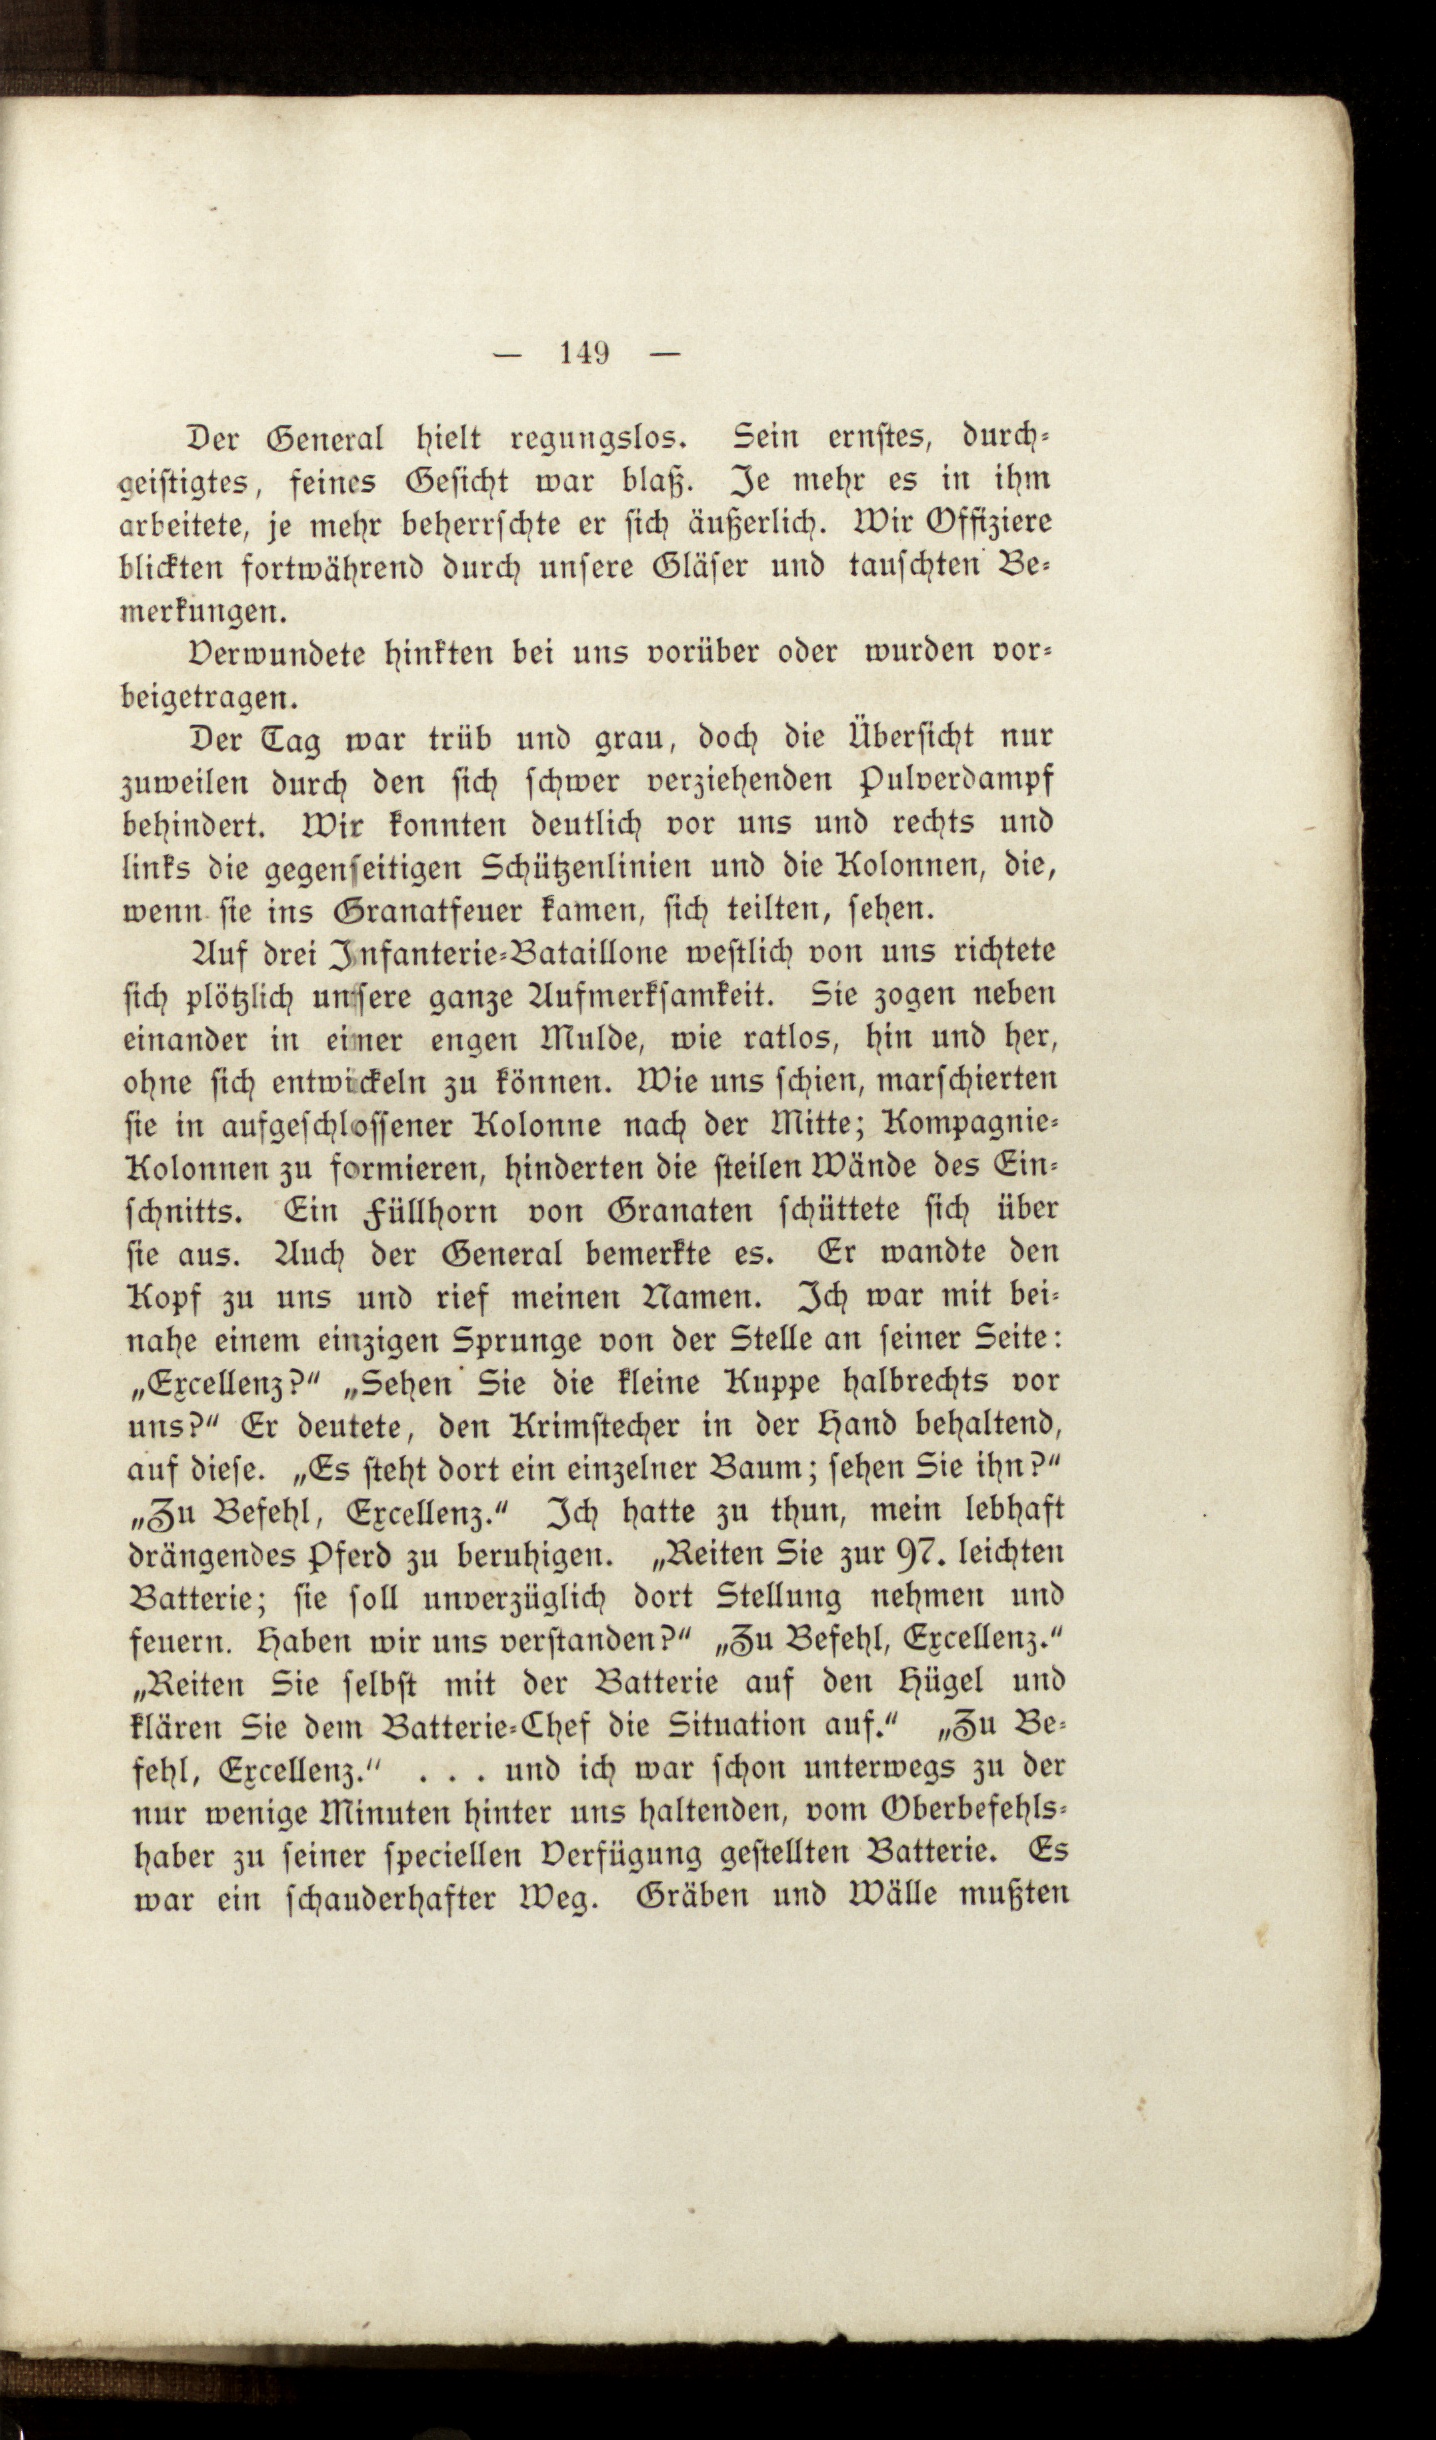 — 149 —
Der General hielt regungslos. Sein ernstes, durch-
geistigtes, feines Gesicht war blaß. Je mehr es in ihm
arbeitete, je mehr beherrschte er sich äußerlich. Wir Offiziere
blickten fortwährend durch unsere Gläser und tauschten Be-
merkungen.
Verwundete hinkten bei uns vorüber oder wurden vor-
beigetragen.
Der Tag war trüb und grau, doch die Übersicht nur
zuweilen durch den sich schwer verziehenden Pulverdampf
behindert. Wir konnten deutlich vor uns und rechts und
links die gegenseitigen Schützenlinien und die Kolonnen, die,
wenn sie ins Granatfeuer kamen, sich teilten, sehen.
Auf drei Infanterie-Bataillone westlich von uns richtete
sich plötzlich unsere ganze Aufmerksamkeit. Sie zogen neben
einander in einer engen Mulde, wie ratlos, hin und her,
ohne sich entwickeln zu können. Wie uns schien, marschierten
sie in aufgeschlossener Kolonne nach der Mitte; Kompagnie-
Kolonnen zu formieren, hinderten die steilen Wände des Ein-
schnitts. Ein Füllhorn von Granaten schüttete sich über
sie aus. Auch der General bemerkte es. Er wandte den
Kopf zu uns und rief meinen Namen. Ich war mit bei-
nahe einem einzigen Sprunge von der Stelle an seiner Seite:
„Excellenz?“ „Sehen Sie die kleine Kuppe halbrechts vor
uns?“ Er deutete, den Krimstecher in der Hand behaltend,
auf diese. „Es steht dort ein einzelner Baum; sehen Sie ihn?“
„Zu Befehl, Excellenz.“ Ich hatte zu thun, mein lebhaft
drängendes Pferd zu beruhigen. „Reiten Sie zur 97. leichten
Batterie; sie soll unverzüglich dort Stellung nehmen und
feuern. Haben wir uns verstanden?“ „Zu Befehl, Excellenz.“
„Reiten Sie selbst mit der Batterie auf den Hügel und
klären Sie dem Batterie-Chef die Situation auf.“ „Zu Be-
fehl, Excellenz.“ . . . und ich war schon unterwegs zu der
nur wenige Minuten hinter uns haltenden, vom Oberbefehls-
haber zu seiner speciellen Verfügung gestellten Batterie. Es
war ein schauderhafter Weg. Gräben und Wälle mußten